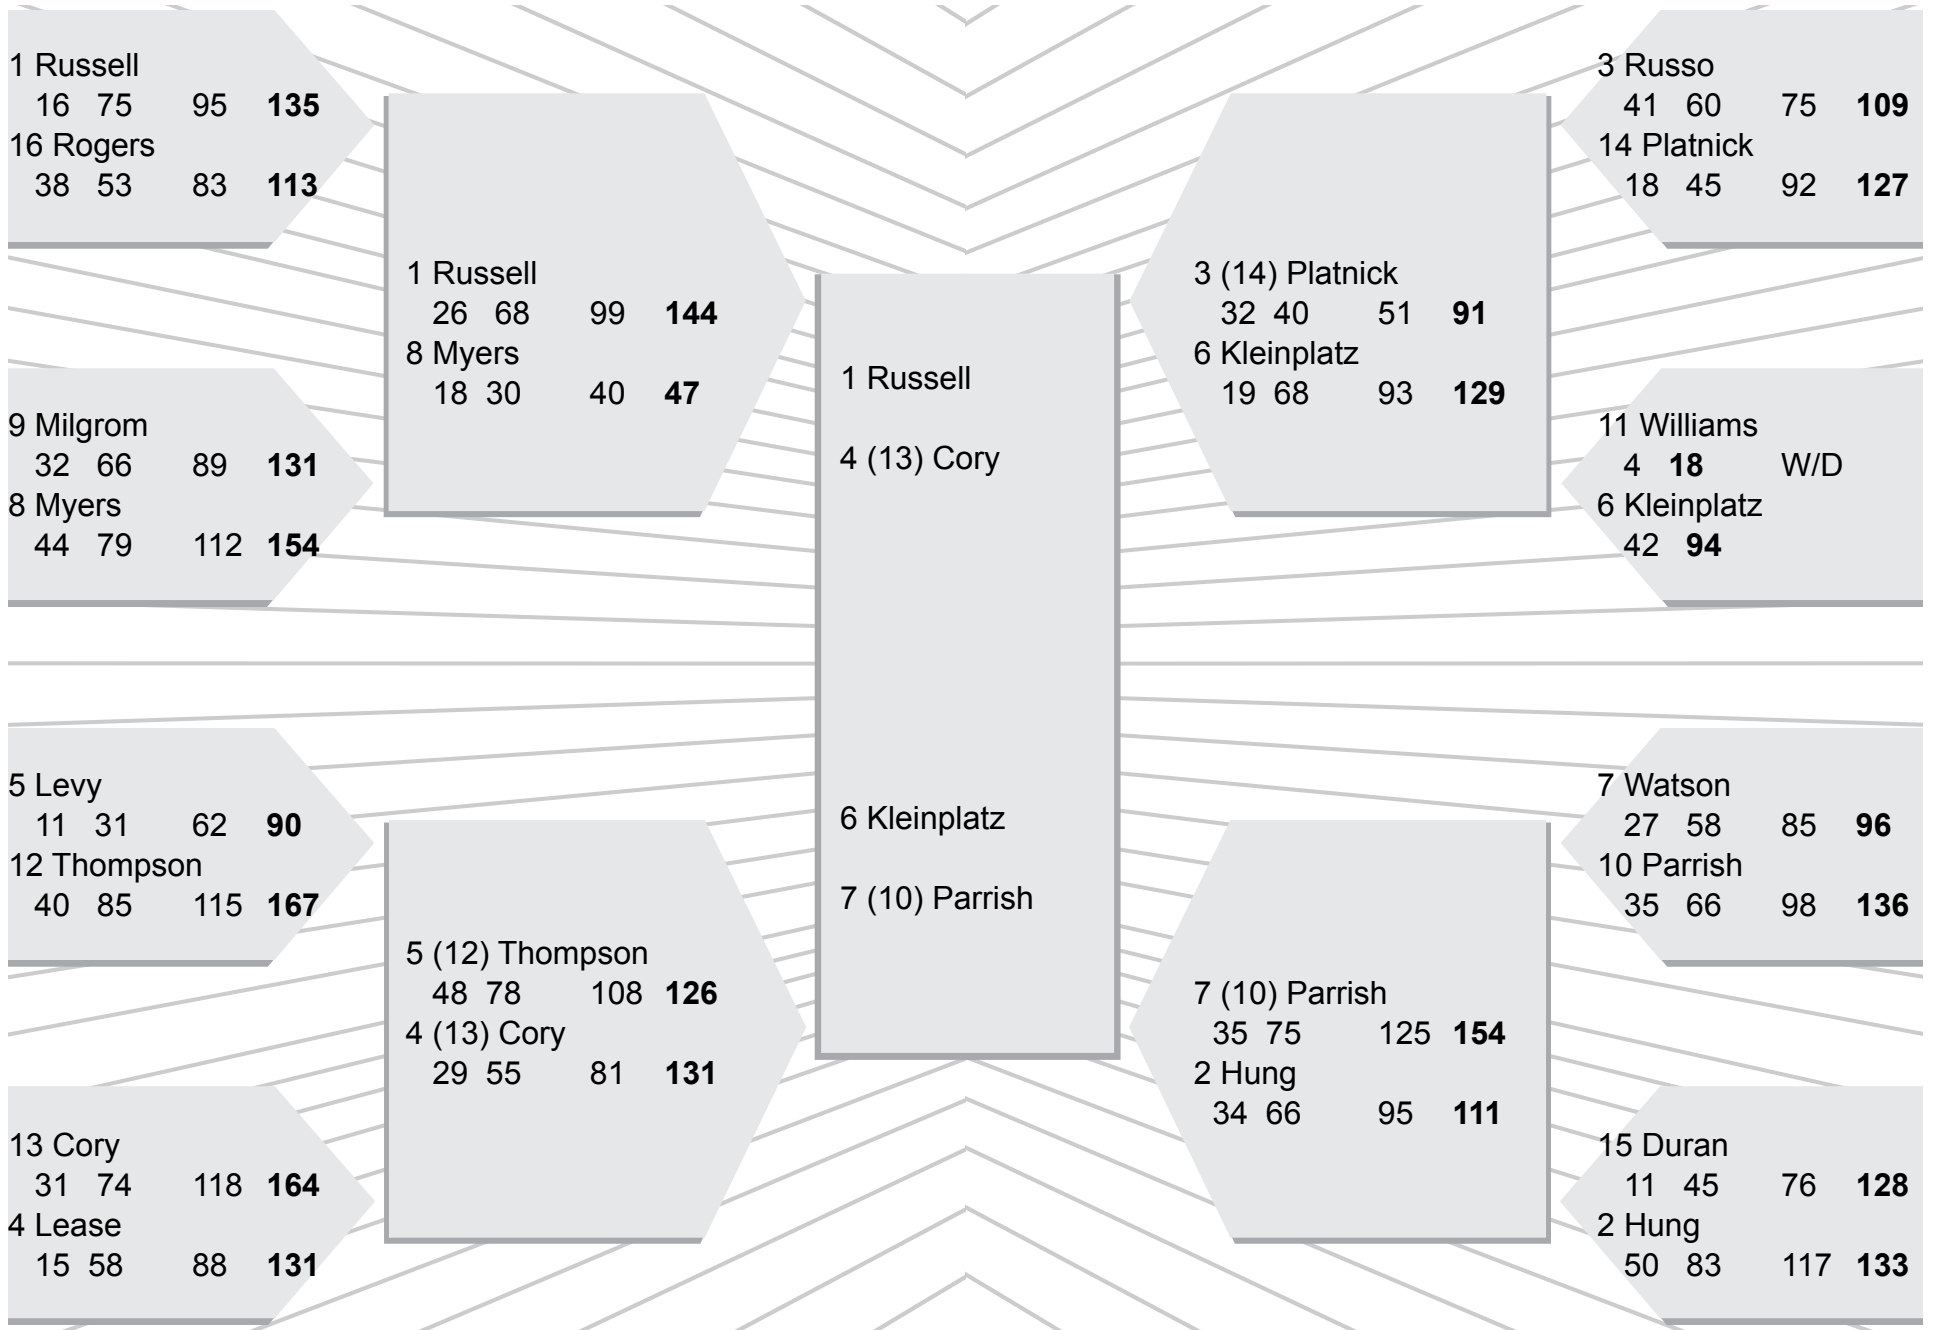 1 Russell
16 75 95 135
16 Rogers
38 53 83 113
9 Milgrom
32 66 89 131
8 Myers
44 79 112 154
5 Levy
11 31 62 90
12 Thompson
40 85 115 167
13 Cory
31 74 118 164
4 Lease
15 58 88 131
1 Russell
26 68 99 144
8 Myers
18 30 40 47
5 (12) Thompson
48 78 108 126
4 (13) Cory
29 55 81 131
1 Russell
4 (13) Cory
6 Kleinplatz
7 (10) Parrish
3 (14) Platnick
32 40 51 91
6 Kleinplatz
19 68 93 129
7 (10) Parrish
35 75 125 154
2 Hung
34 66 95 111
3 Russo
41 60 75 109
14 Platnick
18 45 92 127
11 Williams
4 18 W/D
6 Kleinplatz
42 94
7 Watson
27 58 85 96
10 Parrish
35 66 98 136
15 Duran
11 45 76 128
2 Hung
50 83 117 133